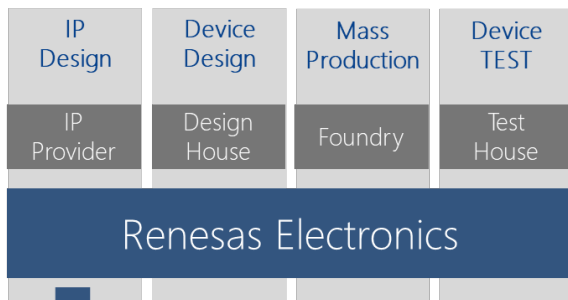 IP
Design
Device
Design
Mass
Production
Device
TEST
IP
Provider
Design
House
Foundry
Test
House
Renesas Electronics